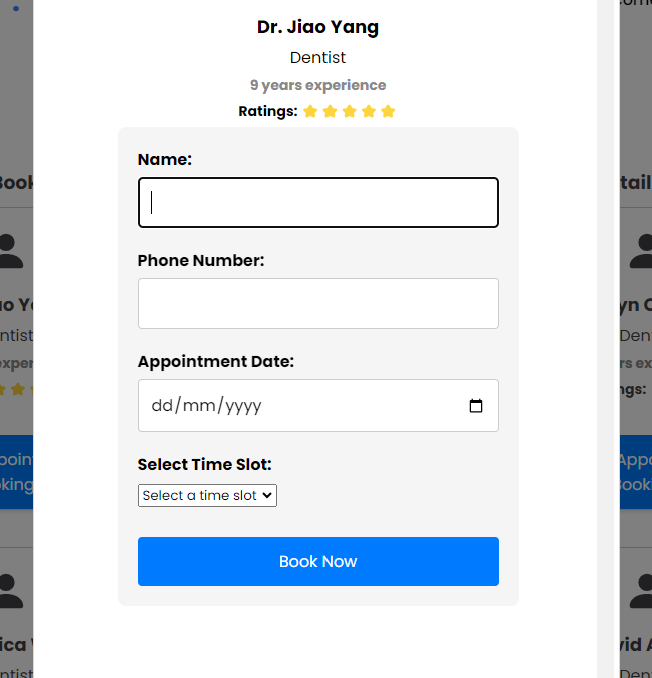 Dr. Jiao Yang
Dentist
9 years experience
Ratings:
Name:
Phone Number:
Appointment Date:
dd/mm/yyyy
Select Time Slot:
Select a time slot
Book Now